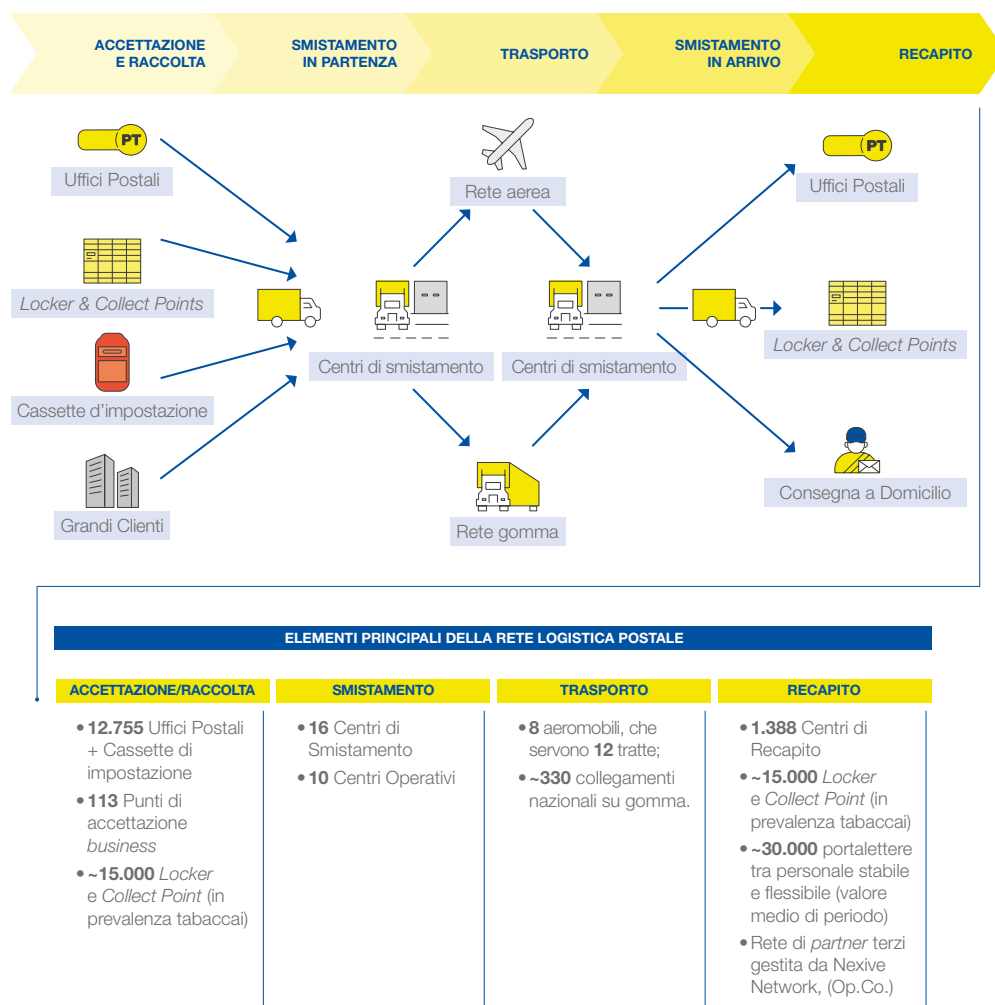 ACCETTAZIONE
E RACCOLTA
SMISTAMENTO
IN PARTENZA
TRASPORTO
SMISTAMENTO
IN ARRIVO
RECAPITO
PT
Uffici Postali
Locker & Collect Points
Cassette d'impostazione
Grandi Clienti
Centri di smistamento
Rete aerea
Rete gomma
Centri di smistamento
PT
Uffici Postali
Locker & Collect Points
Consegna a Domicilio
ELEMENTI PRINCIPALI DELLA RETE LOGISTICA POSTALE
ACCETTAZIONE/RACCOLTA
• 12.755 Uffici Postali
+ Cassette di
impostazione
• 113 Punti di
accettazione
business
• ~15.000 Locker
e Collect Point (in
prevalenza tabaccai)
SMISTAMENTO
• 16 Centri di
Smistamento
• 10 Centri Operativi
TRASPORTO
• 8 aeromobili, che
servono 12 tratte;
• ~330 collegamenti
nazionali su gomma.
RECAPITO
• 1.388 Centri di
Recapito
• ~15.000 Locker
e Collect Point (in
prevalenza tabaccai)
• ~30.000 portalettere
tra personale stabile
e flessibile (valore
medio di periodo)
• Rete di partner terzi
gestita da Nexive
Network, (Op.Co.)